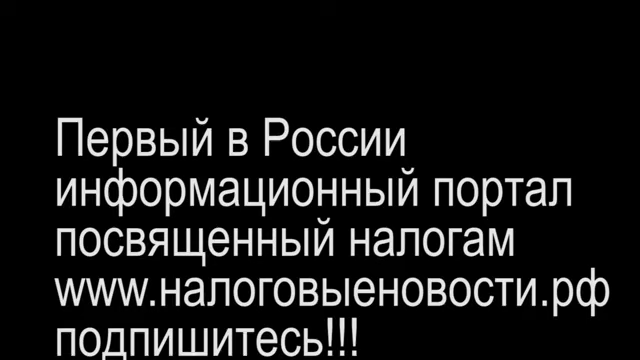 Первый в России
информационный портал
посвященный налогам
www.налоговыеновости.рф
подпишитесь!!!